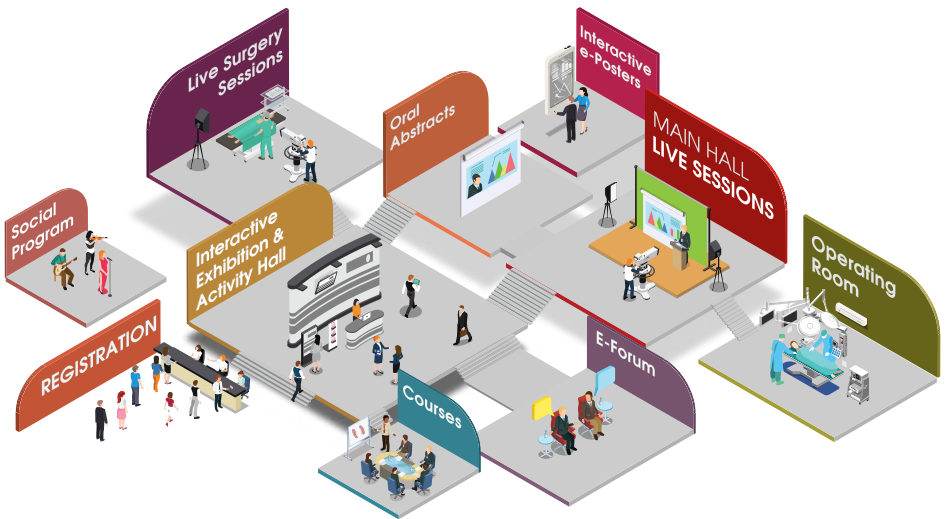 Live Surgery
Sessions
Interactive
e-Posters
Oral
Abstracts
MAIN HALL
LIVE SESSIONS
Social
Program
Interactive
Exhibition &
Activity Hall
Operating
Room
REGISTRATION
E-Forum
Courses